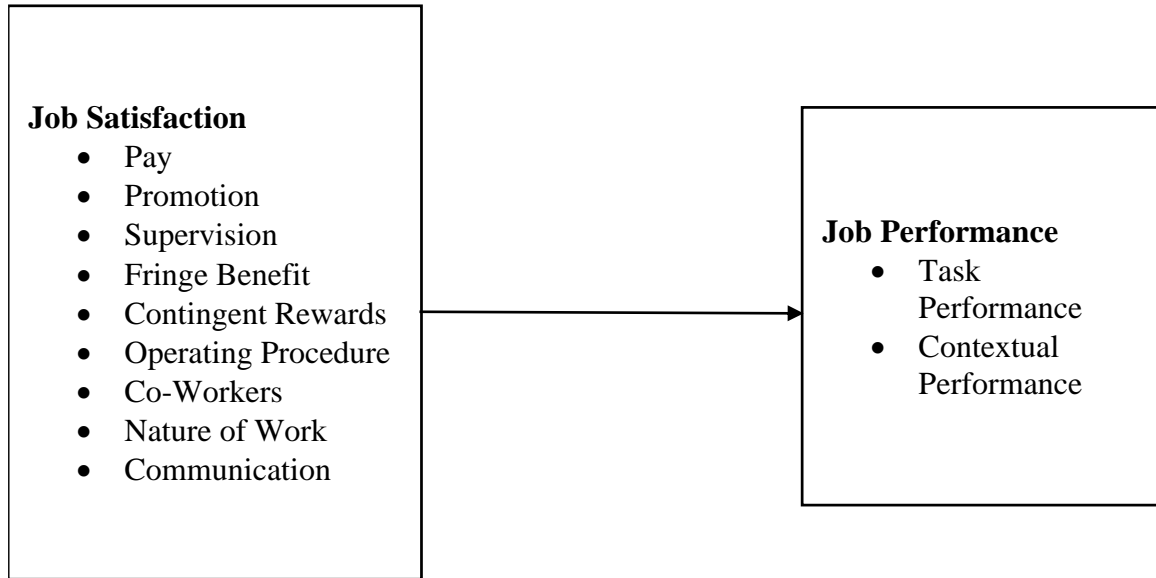 Job Satisfaction
• Pay
• Promotion
• Supervision
• Fringe Benefit
• Contingent Rewards
• Operating Procedure
• Co-Workers
• Nature of Work
• Communication
Job Performance
• Task
Performance
• Contextual
Performance